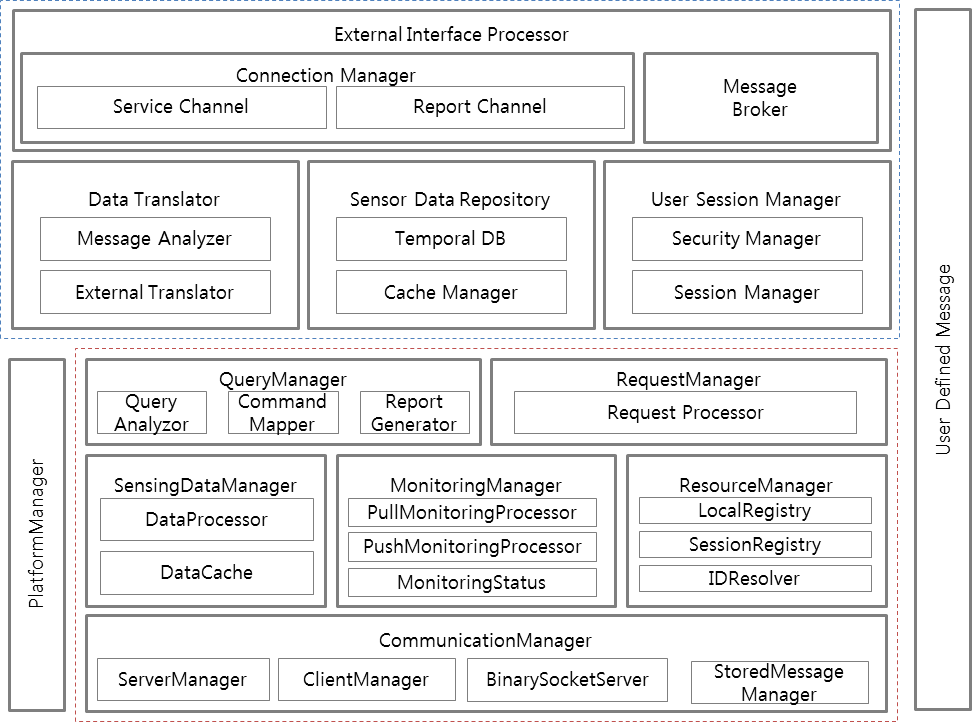 External Interface Processor
Connection Manager
Service Channel
Report Channel
Message
Broker
Data Translator
Message Analyzer
External Translator
Sensor Data Repository
Temporal DB
Cache Manager
User Session Manager
Security Manager
Session Manager
User Defined Message
PlatformManager
QueryManager
Query
Analyzor
Command
Mapper
Report
Generator
RequestManager
Request Processor
SensingDataManager
DataProcessor
DataCache
MonitoringManager
PullMonitoringProcessor
PushMonitoringProcessor
MonitoringStatus
ResourceManager
LocalRegistry
SessionRegistry
IDResolver
CommunicationManager
ServerManager
ClientManager
BinarySocketServer
StoredMessage
Manager